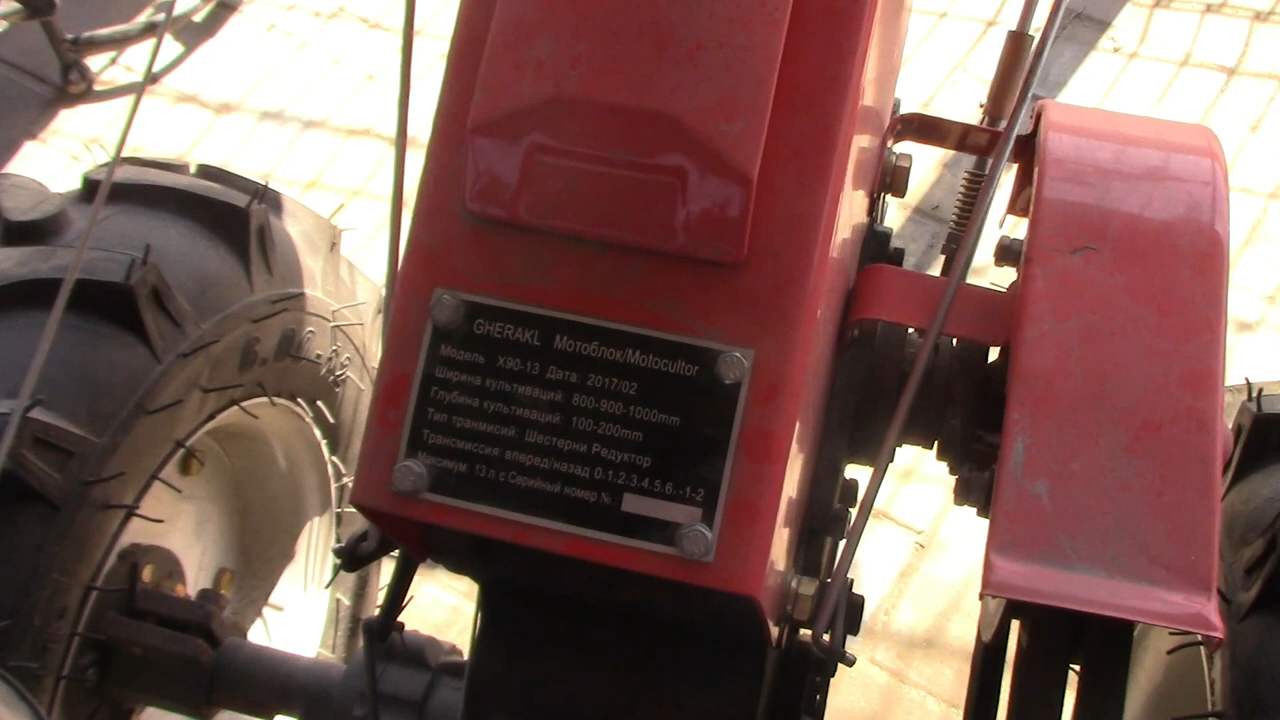 GHERAKL Мотоблок/Motocultor
Модель X90-13 Дата: 2017/02
Ширина культиваций: 800-900-1000mm
Глубина культиваций: 100-200mm
Тип транмисий: Шестерни Редуктор
Трансмиссия: вперед/назад 0.1.2.3.4.5.6.-1-2
Максимум: 13 л.с Серийный номер №